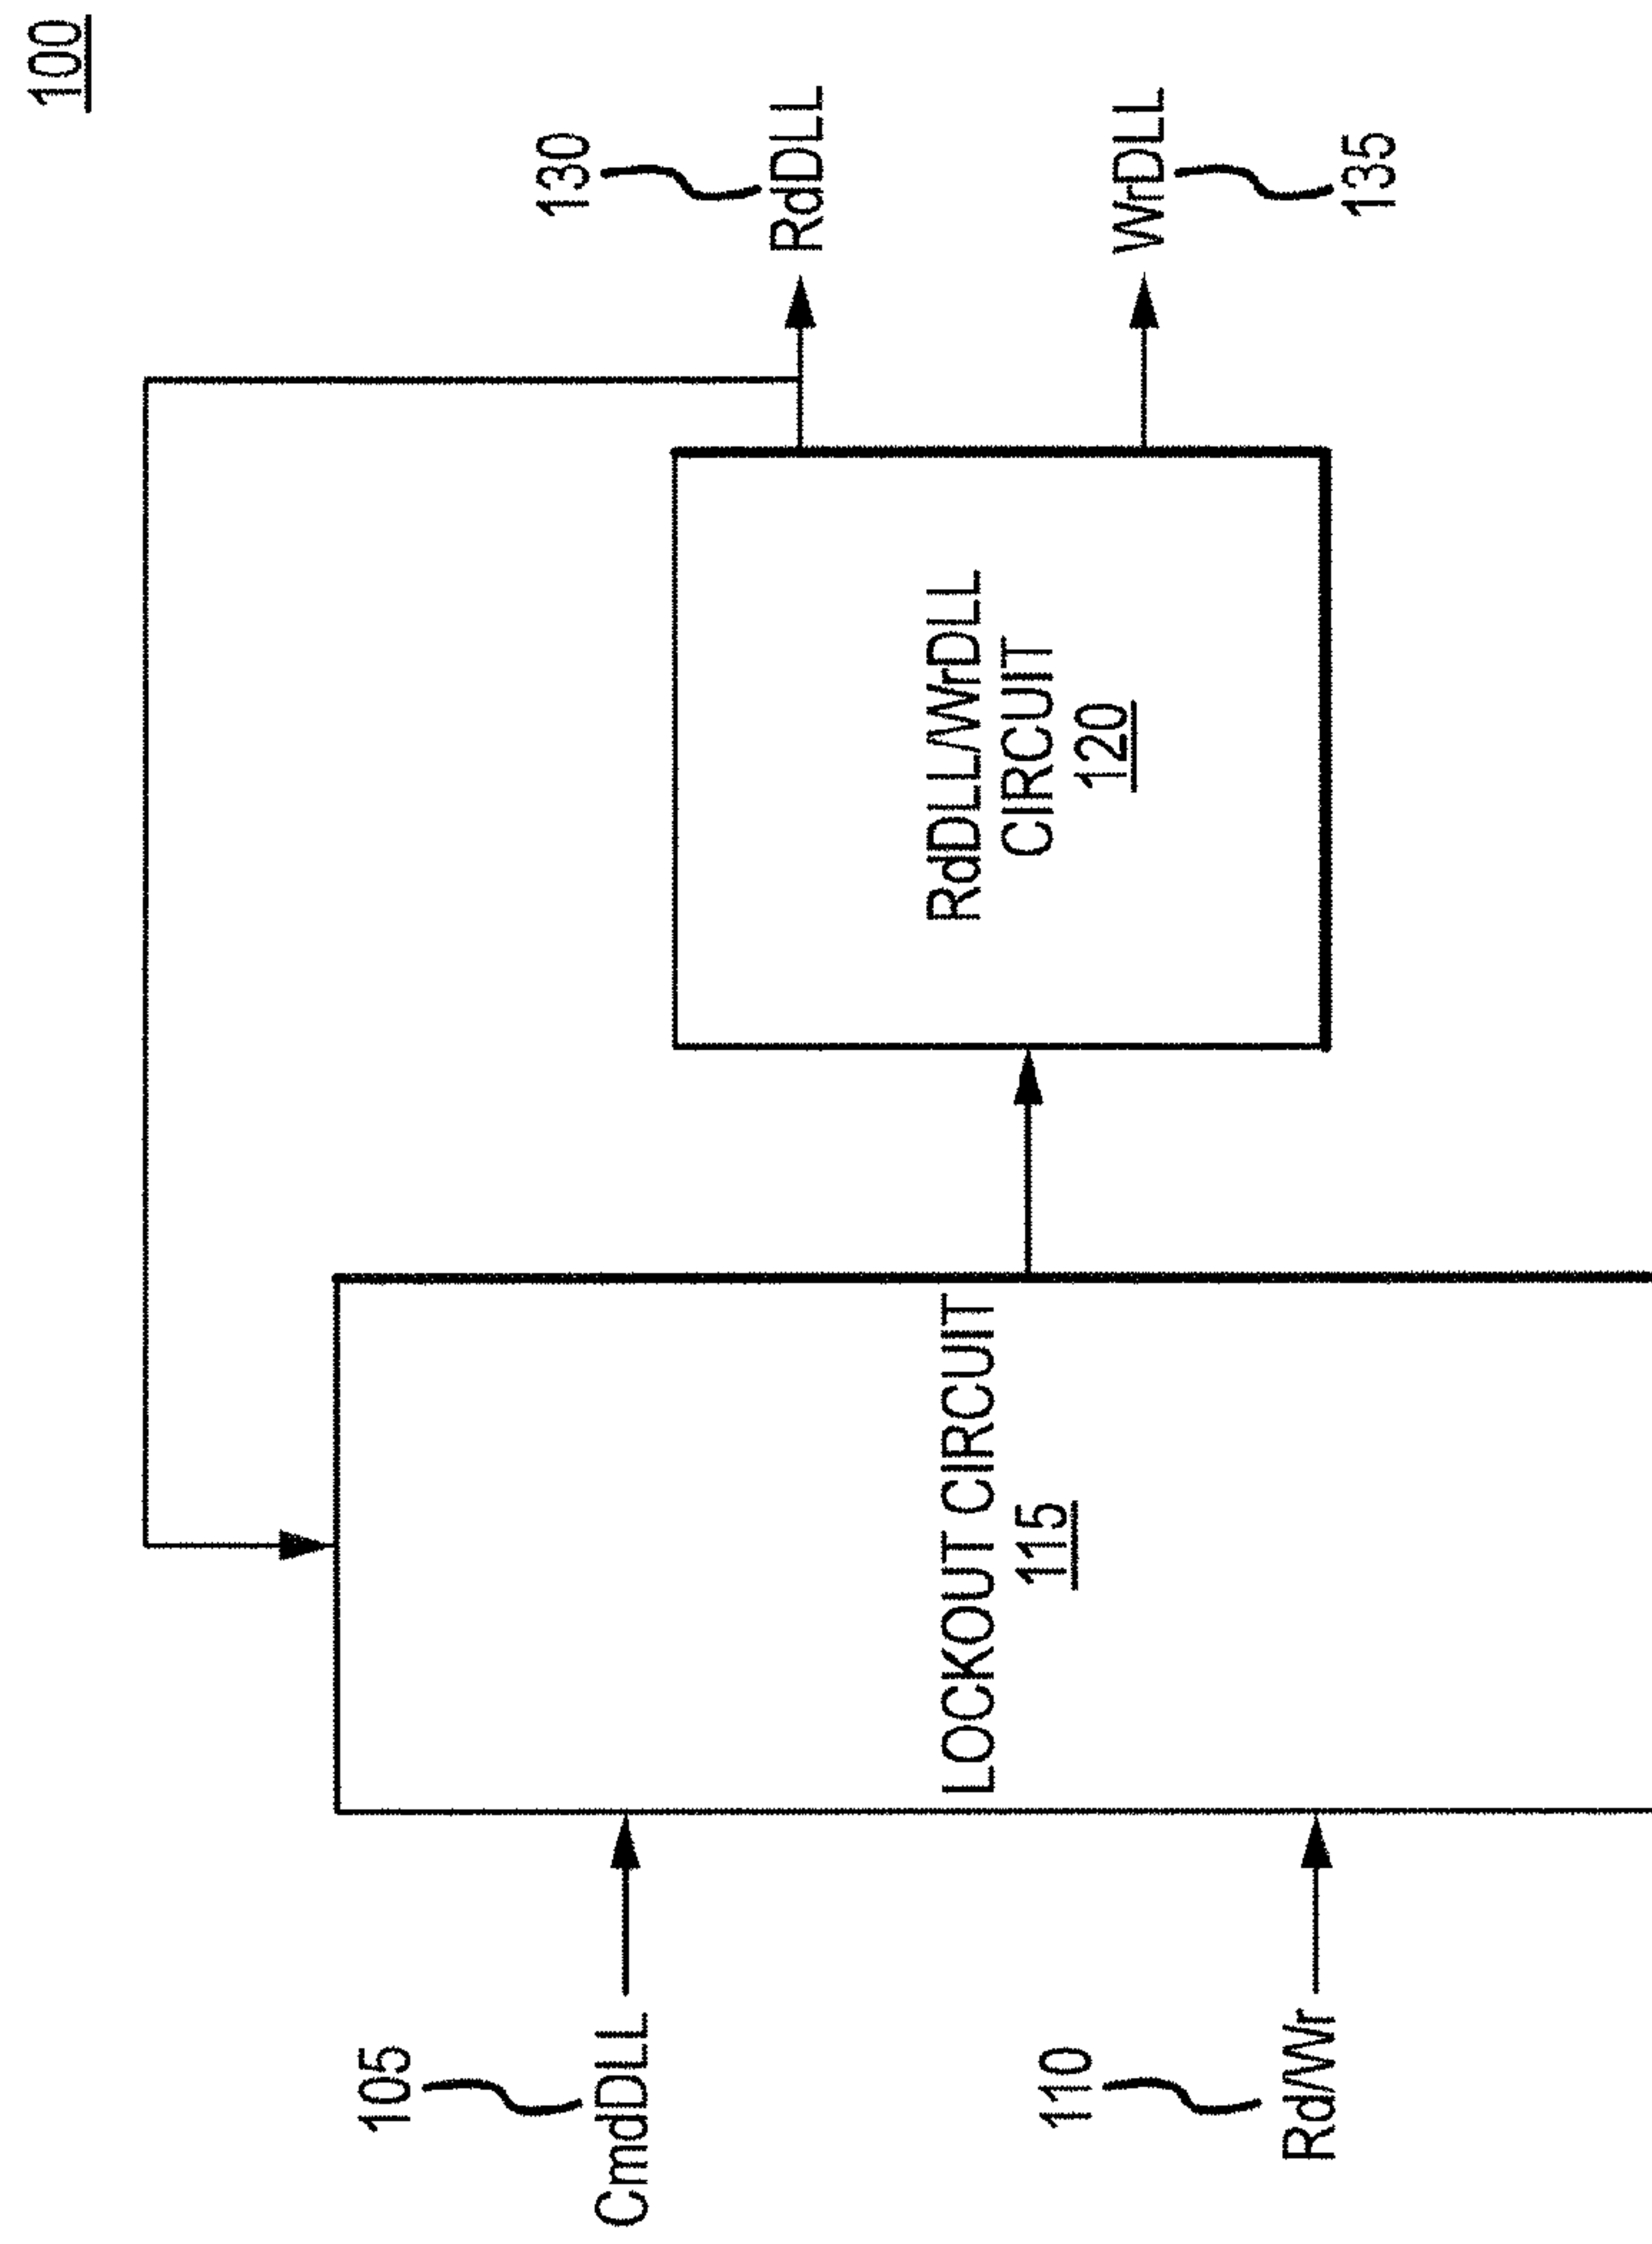 100
130
RdDLL
WrDLL
135
RdDLL/WrDLL
CIRCUIT
120
LOCKOUT CIRCUIT
115
105
CmdDLL
110
Rd/Wr